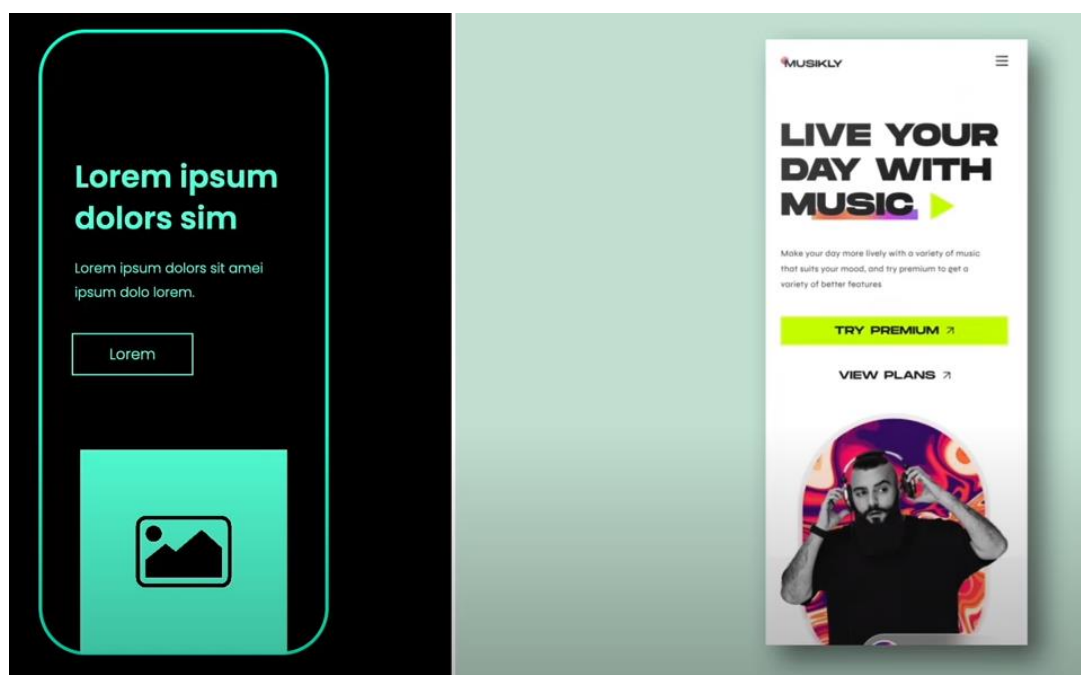 Lorem ipsum
dolors sim
Lorem ipsum dolors sit amei
ipsum dolo lorem.
Lorem
MUSIKLY
LIVE YOUR
DAY WITH
MUSIC
Make your day more lively with a variety of music
that suits your mood, and try premium to get a
variety of better features
TRY PREMIUM
VIEW PLANS